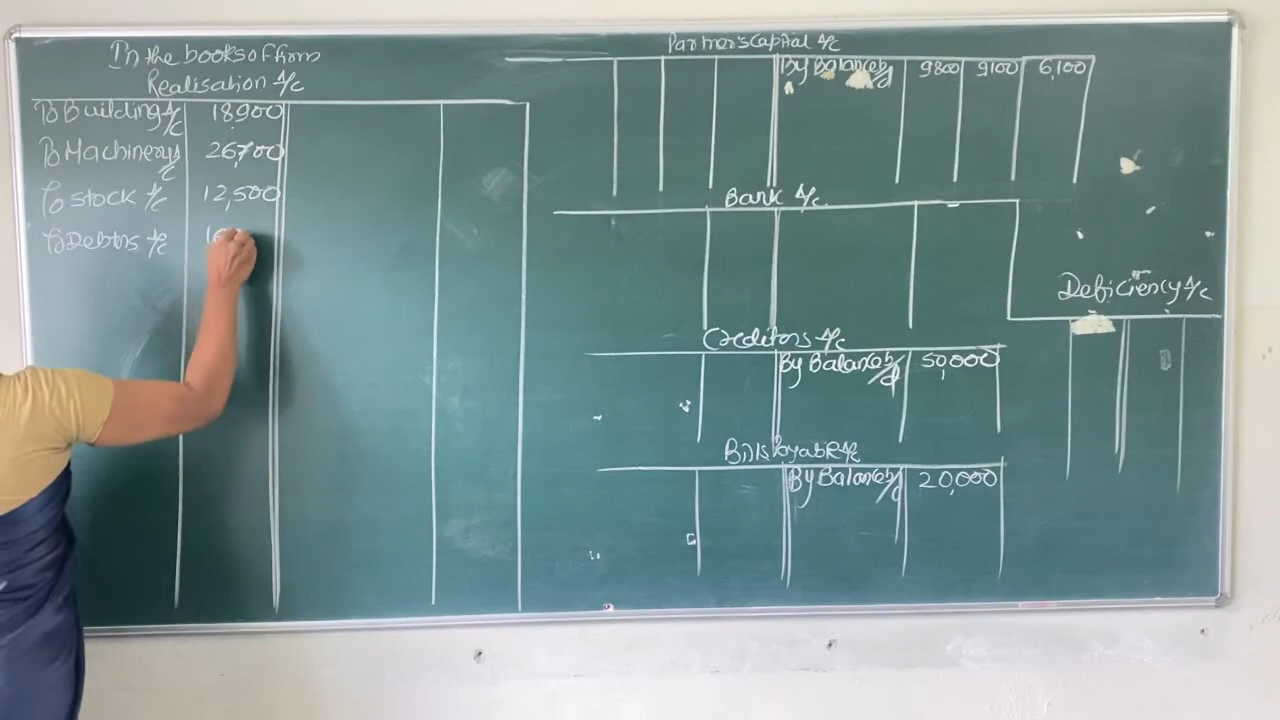 In the books of firm
Realisation A/c
To Building A/c 18900
To Machinery A/c 26,700
To Stock A/c 12,500
To Debtors A/c
Partner's Capital A/c
By Balance b/d 9800 9100 6,100
Bank A/c
Creditors A/c
By Balance b/d 50,000
Bills Payable A/c
By Balance b/d 20,000
Deficiency A/c